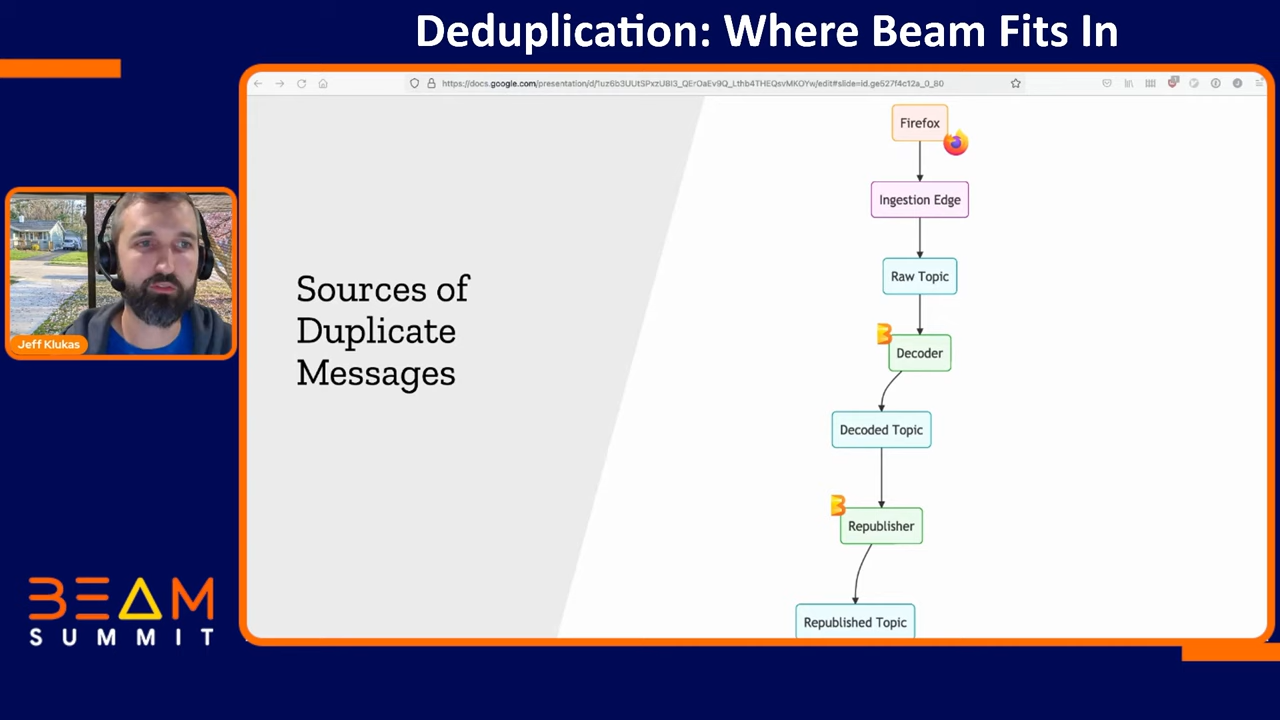 Deduplication: Where Beam Fits In
Firefox
Ingestion Edge
Raw Topic
Decoder
Decoded Topic
Republisher
Republished Topic
Sources of
Duplicate
Messages
Jeff Klukas
BEAM
SUMMIT